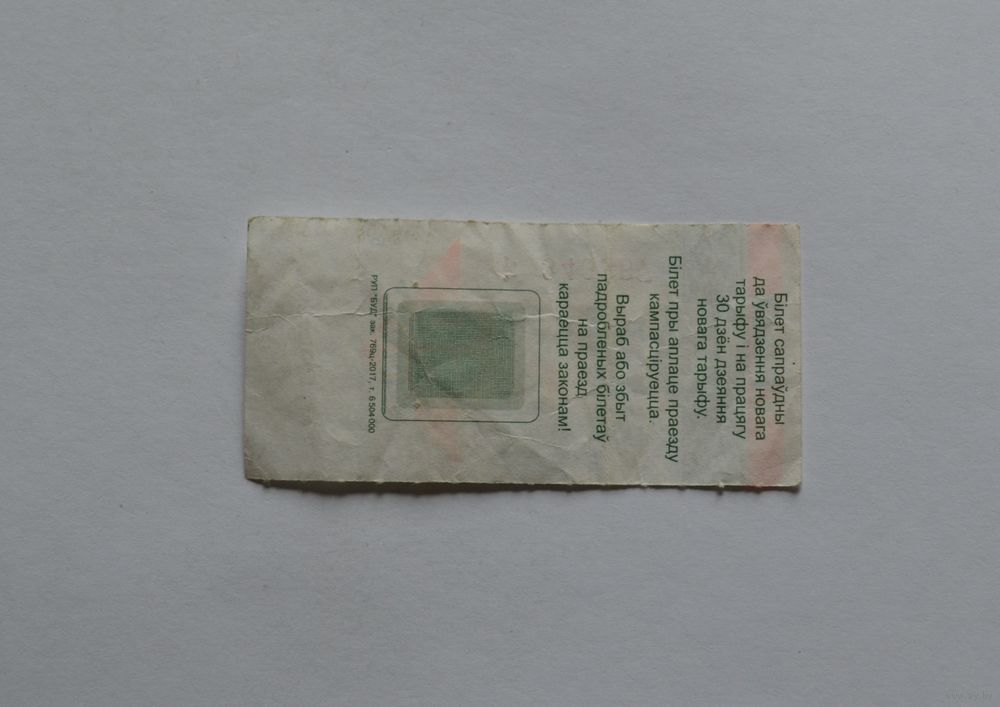 Білет сапраўдны
да ўвядзення новага
тарыфу і на працягу
30 дзён дзеяння
новага тарыфу.
Білет пры аплаце праезду
кампасціруецца.
Выраб або збыт
падробленых білетаў
на праезд
караецца законам!
РУП "БУД" зак. 769ц-2017, т. 6 504 000